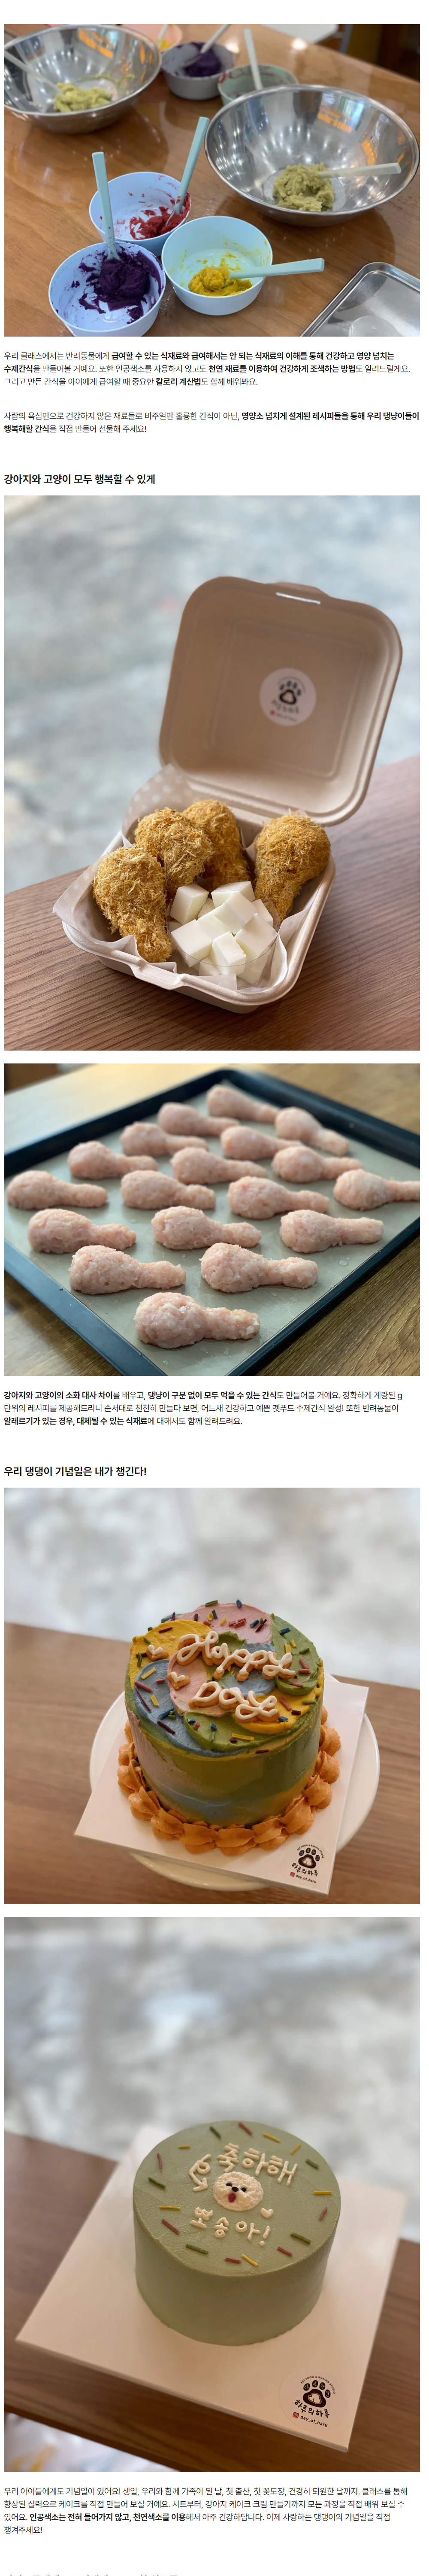 우리 클래스에서는 반려동물에게 급여할 수 있는 식재료와 급여해서는 안 되는 식재료의 이해를 통해 건강하고 영양 넘치는
수제간식을 만들어볼 거예요. 또한 인공색소를 사용하지 않고도 천연 재료를 이용하여 건강하게 조색하는 방법도 알려드릴게요.
그리고 만든 간식을 아이에게 급여할 때 중요한 칼로리 계산법도 함께 배워봐요.
사람의 욕심만으로 건강하지 않은 재료들로 비주얼만 훌륭한 간식이 아닌, 영양소 넘치게 설계된 레시피들을 통해 우리 댕냥이들이
행복해할 간식을 직접 만들어 선물해 주세요!
강아지와 고양이 모두 행복할 수 있게
강아지와 고양이의 소화 대사 차이를 배우고, 댕냥이 구분 없이 모두 먹을 수 있는 간식도 만들어볼 거예요. 정확하게 계량된 g
단위의 레시피를 제공해드리니 순서대로 천천히 만들다 보면, 어느새 건강하고 예쁜 펫푸드 수제간식 완성! 또한 반려동물이
알레르기가 있는 경우, 대체될 수 있는 식재료에 대해서도 함께 알려드려요.
우리 댕댕이 기념일은 내가 챙긴다!
Happy
Day
하루의하루
@day_of_haru
축하해
뽀송아!
하루의하루
@day_of_haru
우리 아이들에게도 기념일이 있어요! 생일, 우리와 함께 가족이 된 날, 첫 출산, 첫 꽃도장, 건강히 퇴원한 날까지. 클래스를 통해
향상된 실력으로 케이크를 직접 만들어 보실 거예요. 시트부터, 강아지 케이크 크림 만들기까지 모든 과정을 직접 배워 보실 수
있어요. 인공색소는 전혀 들어가지 않고, 천연색소를 이용해서 아주 건강하답니다. 이제 사랑하는 댕댕이의 기념일을 직접
챙겨주세요!